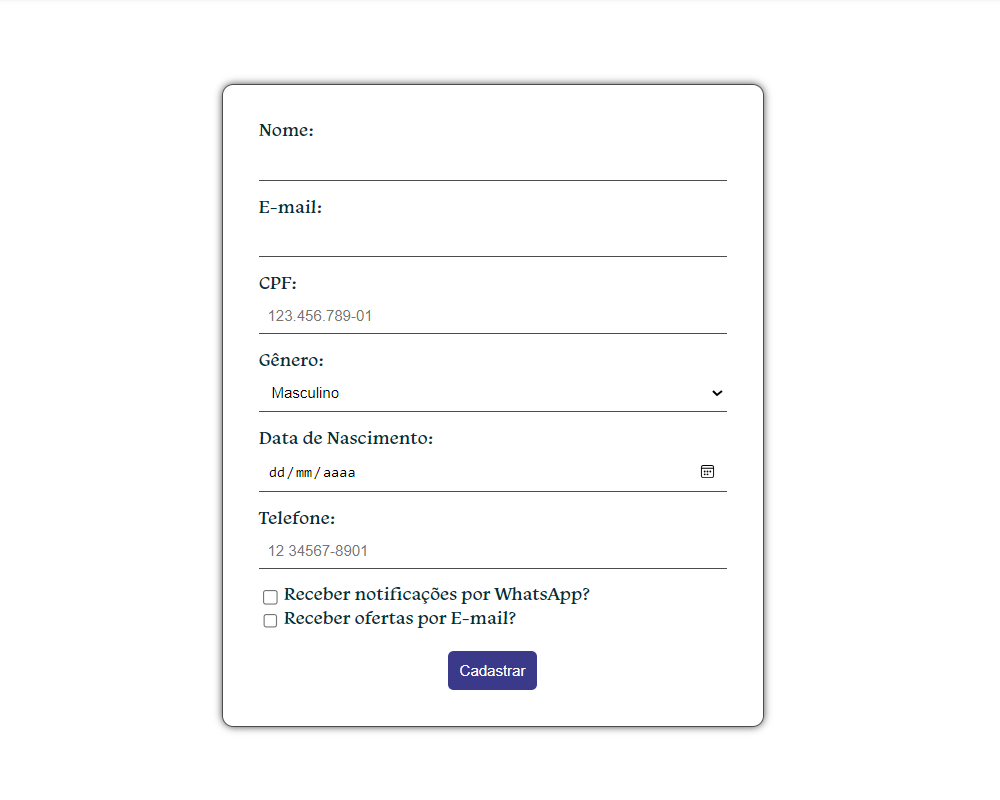 Nome:
E-mail:
CPF:
123.456.789-01
Gênero:
Masculino
Data de Nascimento:
dd/mm/aaaa
Telefone:
12 34567-8901
Receber notificações por WhatsApp?
Receber ofertas por E-mail?
Cadastrar